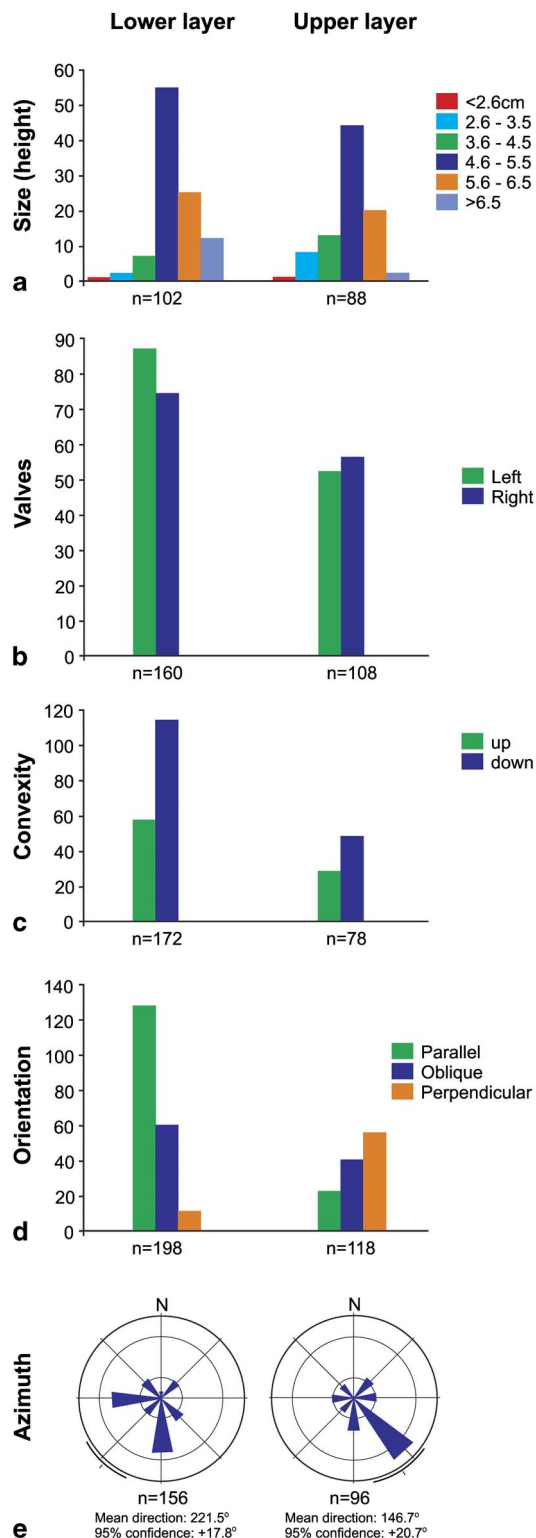 Lower layer Upper layer
Size (height)
60
50
40
30
20
10
0
<2.6cm
2.6 - 3.5
3.6 - 4.5
4.6 - 5.5
5.6 - 6.5
>6.5
a
n=102 n=88
Valves
90
80
70
60
50
40
30
20
10
0
Left
Right
b
n=160 n=108
Convexity
120
100
80
60
40
20
0
up
down
c
n=172 n=78
Orientation
140
120
100
80
60
40
20
0
Parallel
Oblique
Perpendicular
d
n=198 n=118
Azimuth
N N
n=156 n=96
e
Mean direction: 221.5° Mean direction: 146.7°
95% confidence: +17.8° 95% confidence: +20.7°